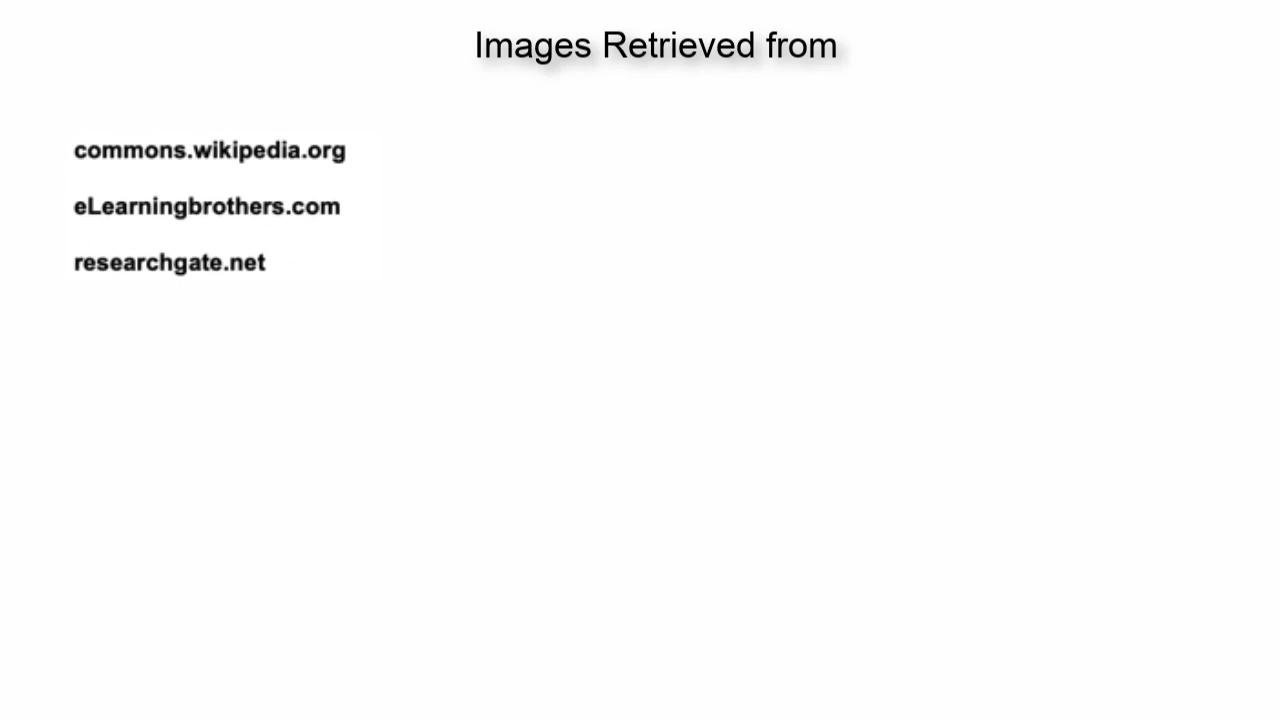 Images Retrieved from
commons.wikipedia.org
eLearningbrothers.com
researchgate.net